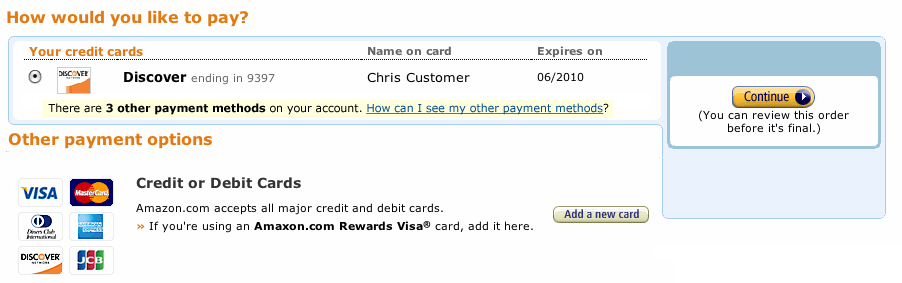 How would you like to pay?
Your credit cards Name on card Expires on
DISCOVER NETWORK Discover ending in 9397 Chris Customer 06/2010
There are 3 other payment methods on your account. How can I see my other payment methods?
Continue
(You can review this order
before it's final.)
Other payment options
VISA MasterCard
Diners Club International AMERICAN EXPRESS
DISCOVER NETWORK JCB
Credit or Debit Cards
Amazon.com accepts all major credit and debit cards.
» If you're using an Amaxon.com Rewards Visa® card, add it here.
Add a new card